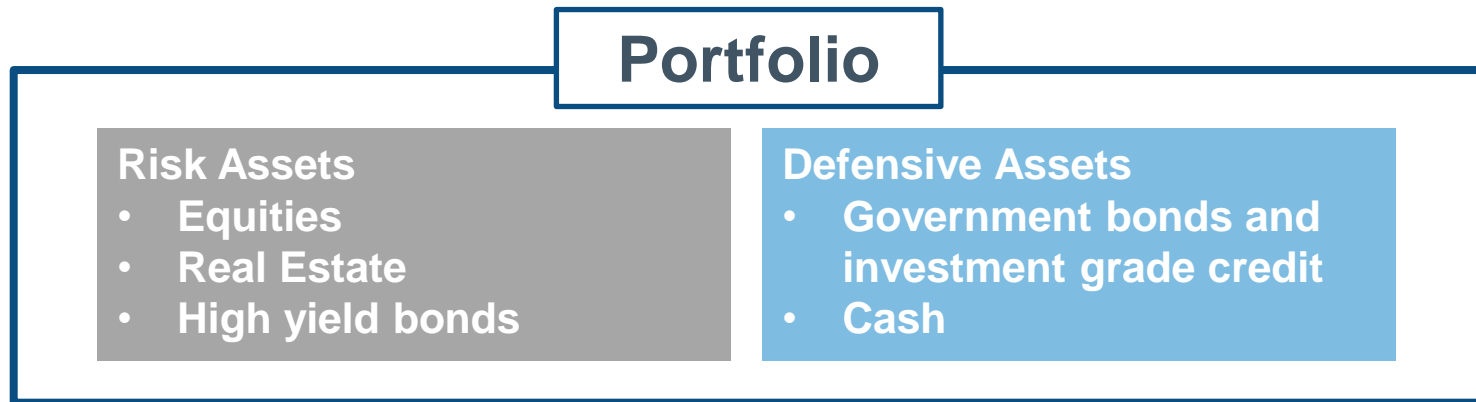 Portfolio
Risk Assets
• Equities
• Real Estate
• High yield bonds
Defensive Assets
• Government bonds and
investment grade credit
• Cash